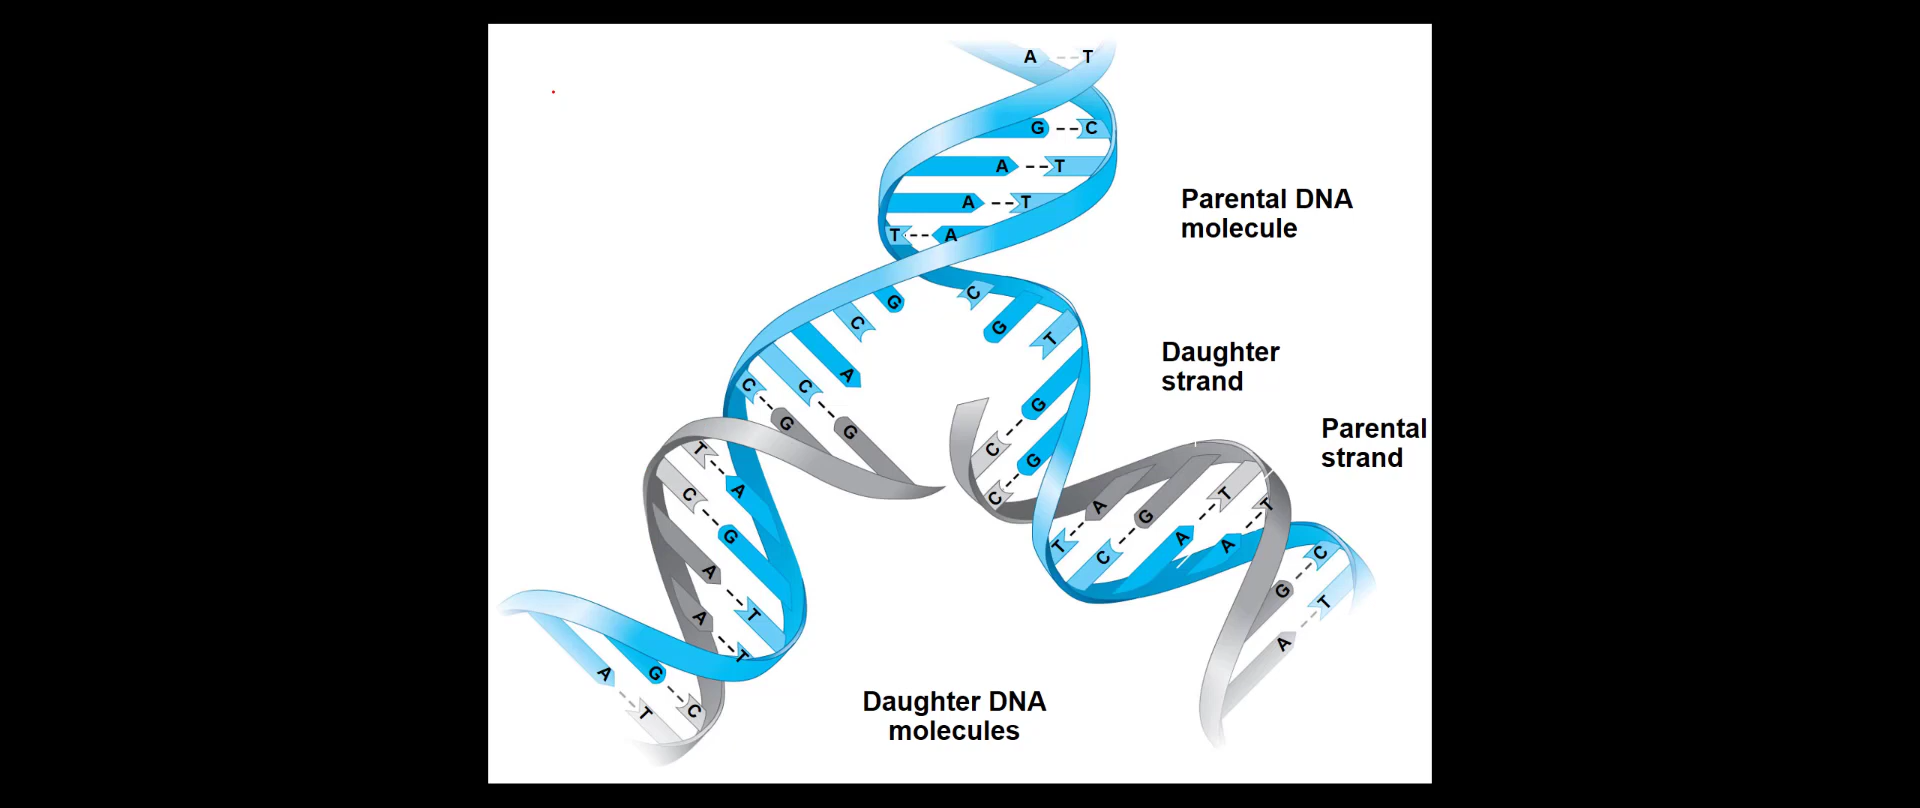 A T
G C
A T
A T
T A
G C
C G
A T
C G
C G
G G
C C
T A
C G
A T
A T
G C
A T
T A
C G
A T
A T
C G
T A
Parental DNA
molecule
Daughter
strand
Parental
strand
Daughter DNA
molecules